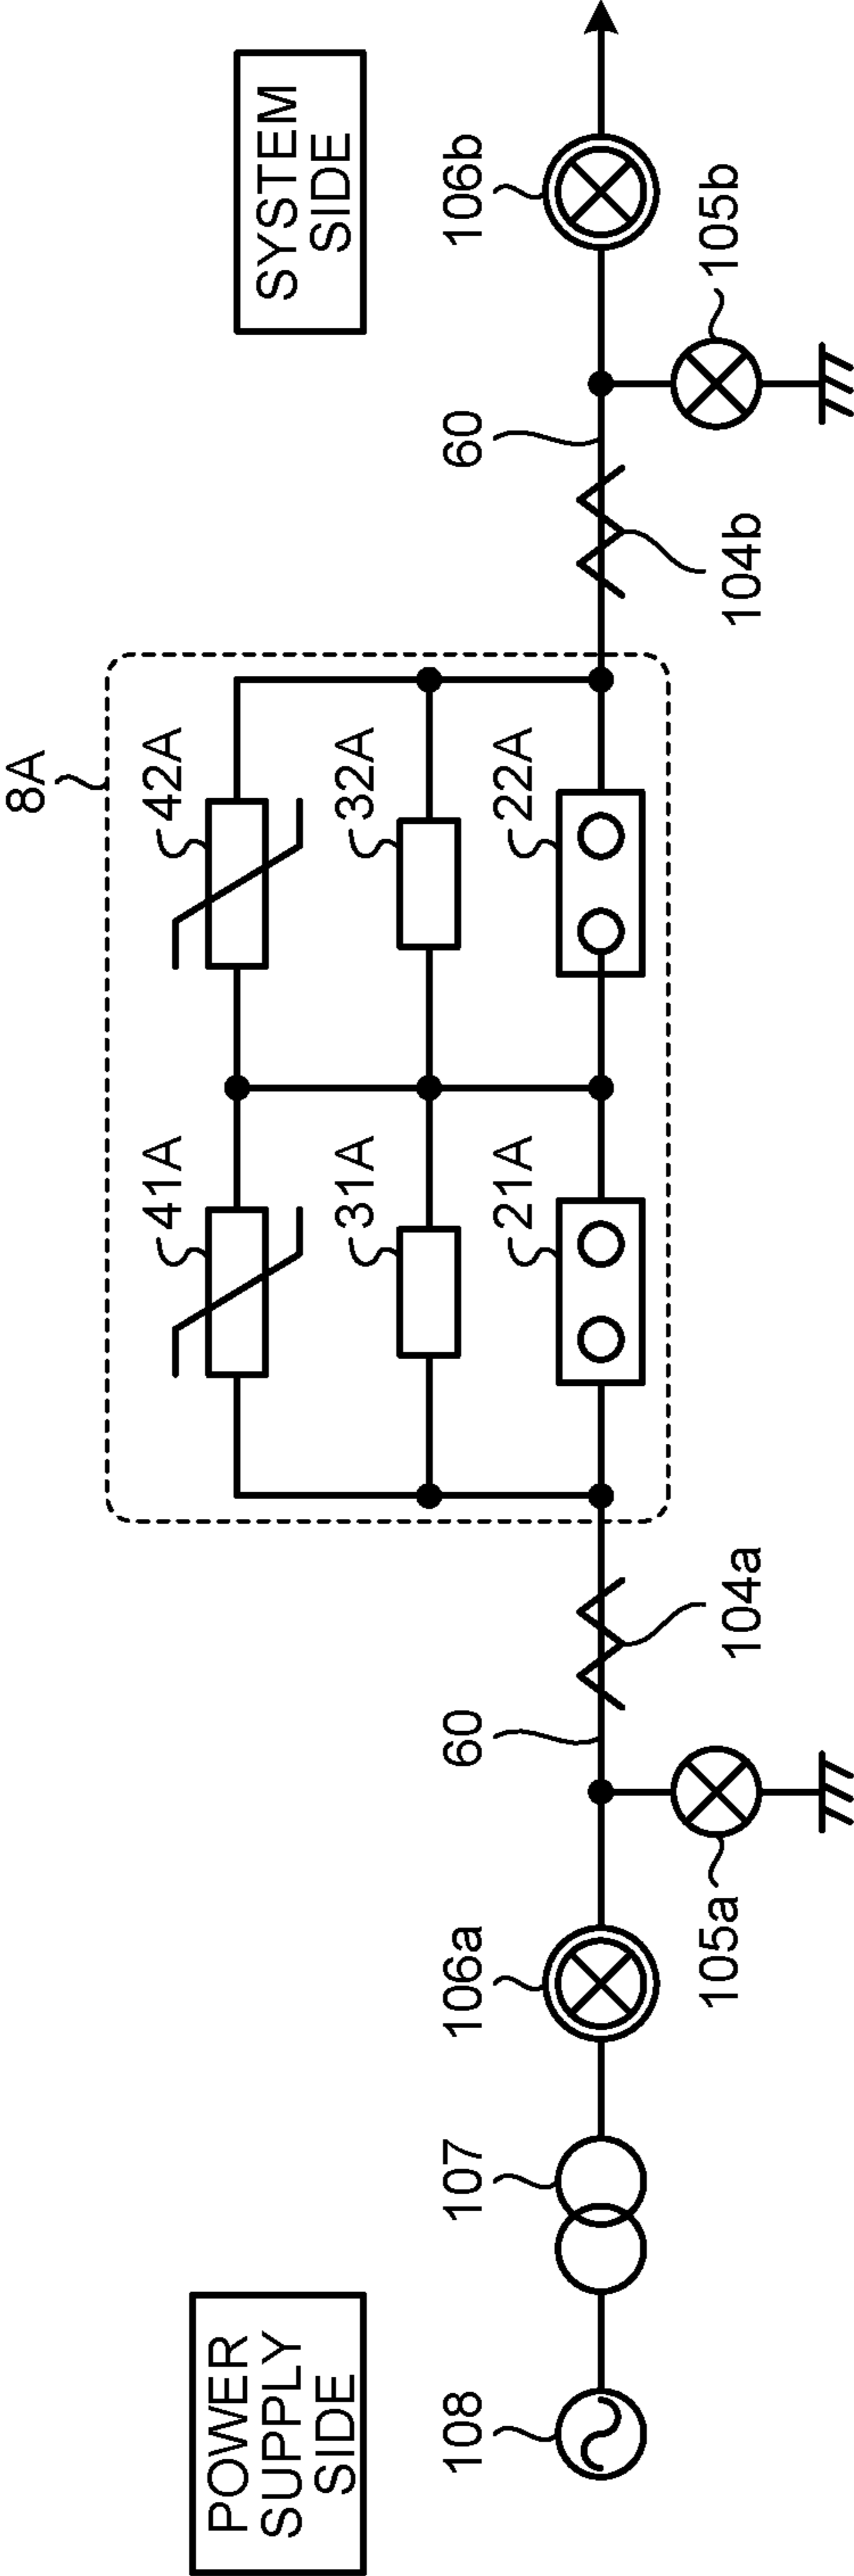 POWER
SUPPLY
SIDE
SYSTEM
SIDE
8A
41A
42A
31A
32A
21A
22A
108
107
106a
60
60
106b
105a
104a
104b
105b